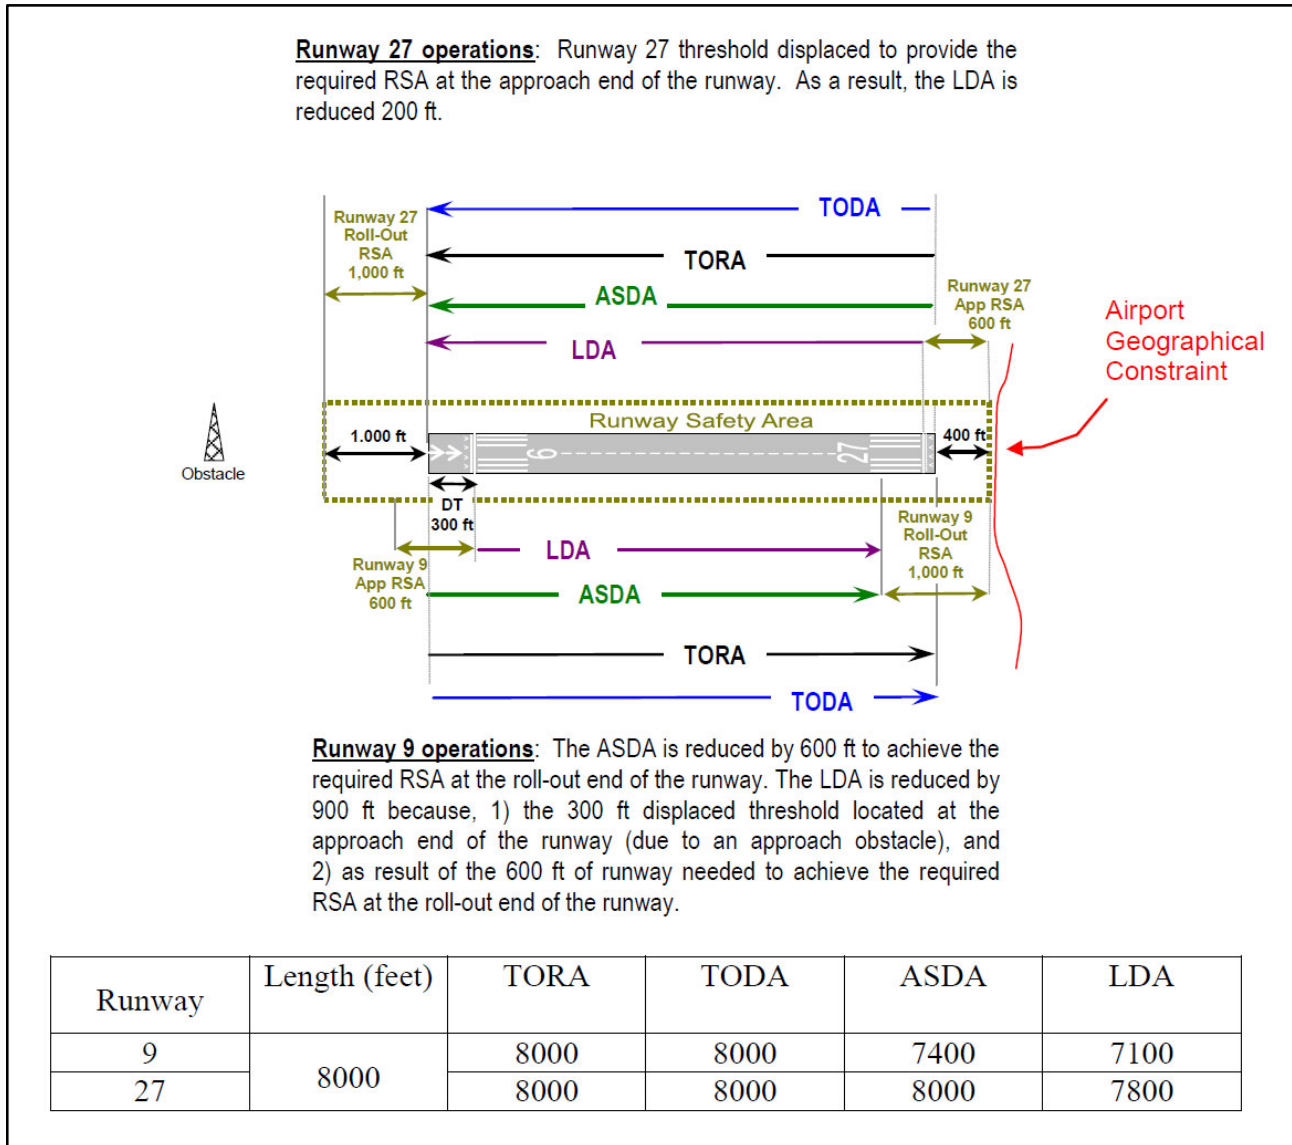 Runway 27 operations: Runway 27 threshold displaced to provide the
required RSA at the approach end of the runway. As a result, the LDA is
reduced 200 ft.
TODA
Runway 27
Roll-Out
RSA
1,000 ft
TORA
ASDA
Runway 27
App RSA
600 ft
Airport
Geographical
Constraint
LDA
Runway Safety Area
1.000 ft
9
27
400 ft
Obstacle
DT
300 ft
Runway 9
Roll-Out
RSA
1,000 ft
LDA
Runway 9
App RSA
600 ft
ASDA
TORA
TODA
Runway 9 operations: The ASDA is reduced by 600 ft to achieve the
required RSA at the roll-out end of the runway. The LDA is reduced by
900 ft because, 1) the 300 ft displaced threshold located at the
approach end of the runway (due to an approach obstacle), and
2) as result of the 600 ft of runway needed to achieve the required
RSA at the roll-out end of the runway.
Runway Length (feet) TORA TODA ASDA LDA
9 8000 8000 8000 7400 7100
27 8000 8000 8000 7800